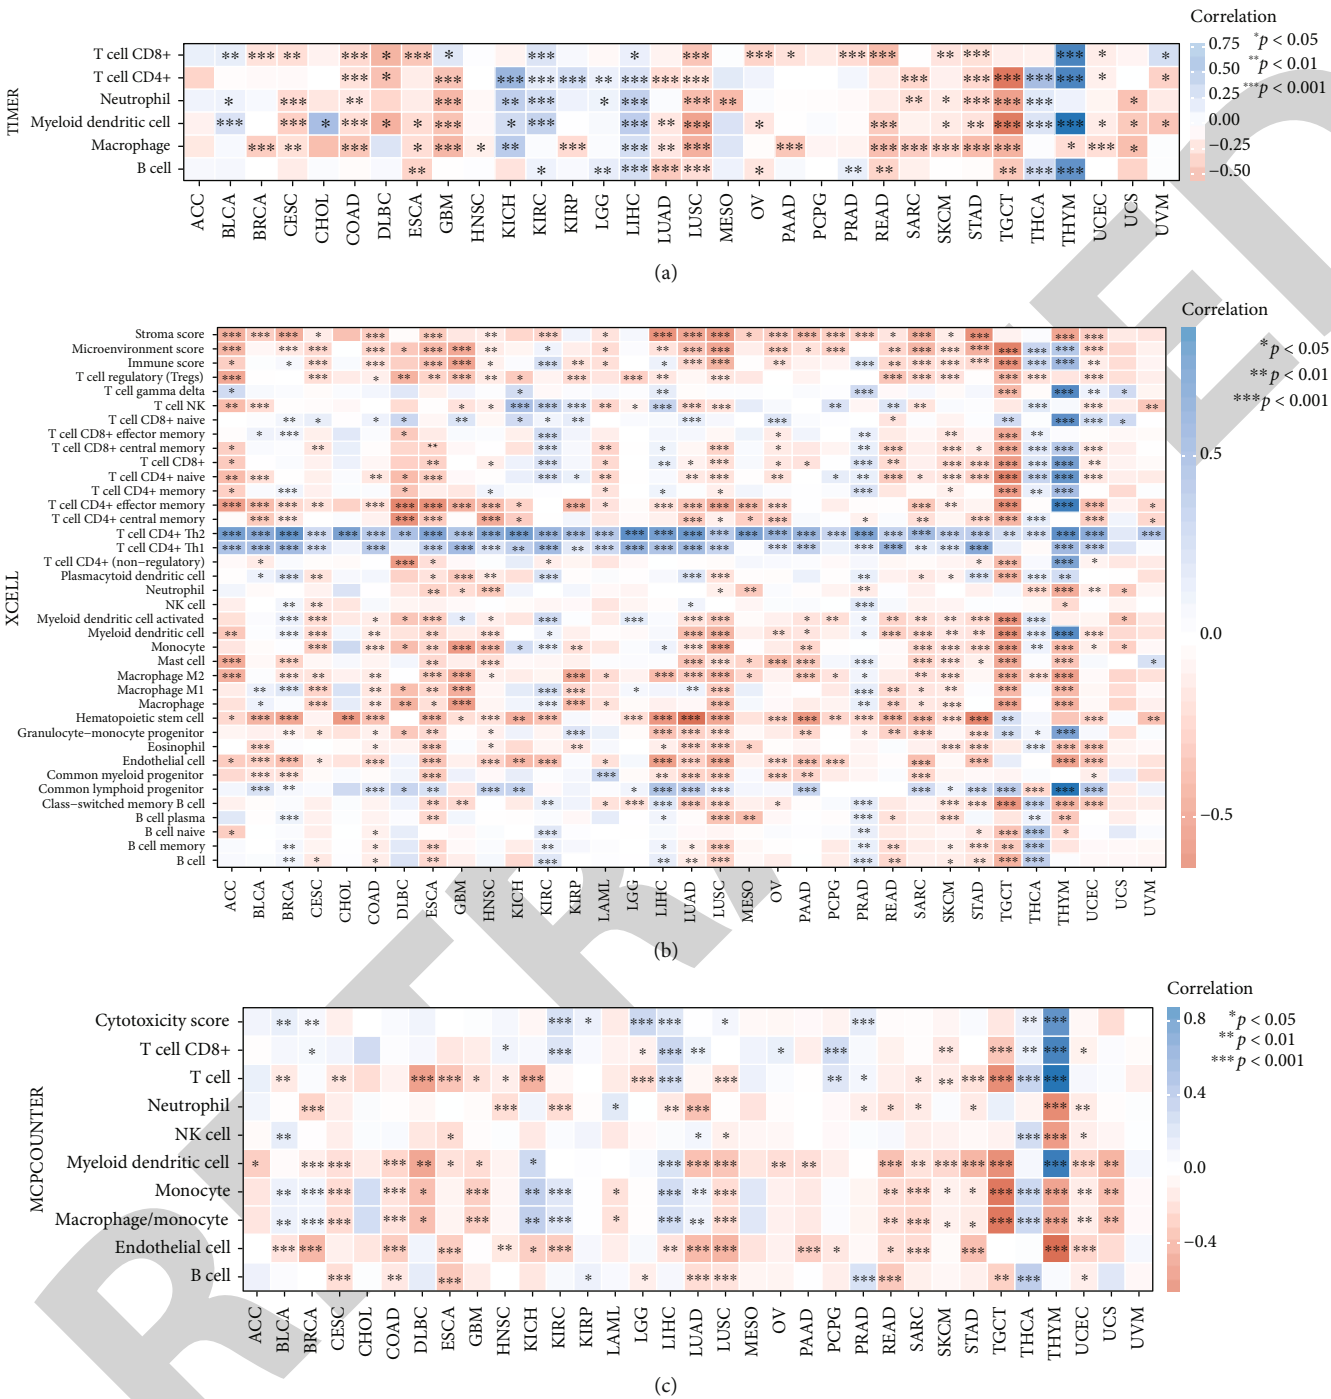 Correlation
*p < 0.05
**p < 0.01
***p < 0.001
0.75
0.50
0.25
0.00
−0.25
−0.50
TIMER
T cell CD8+
T cell CD4+
Neutrophil
Myeloid dendritic cell
Macrophage
B cell
ACC BLCA BRCA CESC CHOL COAD DLBC ESCA GBM HNSC KICH KIRC KIRP LGG LIHC LUAD LUSC MESO OV PAAD PCPG PRAD READ SARC SKCM STAD TGCT THCA THYM UCEC UCS UVM
(a)
Correlation
*p < 0.05
**p < 0.01
***p < 0.001
0.5
0.0
−0.5
XCELL
Stroma score
Microenvironment score
Immune score
T cell regulatory (Tregs)
T cell gamma delta
T cell NK
T cell CD8+ naive
T cell CD8+ effector memory
T cell CD8+ central memory
T cell CD8+
T cell CD4+ naive
T cell CD4+ memory
T cell CD4+ effector memory
T cell CD4+ central memory
T cell CD4+ Th2
T cell CD4+ Th1
T cell CD4+ (non−regulatory)
Plasmacytoid dendritic cell
Neutrophil
NK cell
Myeloid dendritic cell activated
Myeloid dendritic cell
Monocyte
Mast cell
Macrophage M2
Macrophage M1
Macrophage
Hematopoietic stem cell
Granulocyte−monocyte progenitor
Eosinophil
Endothelial cell
Common myeloid progenitor
Common lymphoid progenitor
Class−switched memory B cell
B cell plasma
B cell naive
B cell memory
B cell
ACC BLCA BRCA CESC CHOL COAD DLBC ESCA GBM HNSC KICH KIRC KIRP LAML LGG LIHC LUAD LUSC MESO OV PAAD PCPG PRAD READ SARC SKCM STAD TGCT THCA THYM UCEC UCS UVM
(b)
Correlation
*p < 0.05
**p < 0.01
***p < 0.001
0.8
0.4
0.0
−0.4
MCPCOUNTER
Cytotoxicity score
T cell CD8+
T cell
Neutrophil
NK cell
Myeloid dendritic cell
Monocyte
Macrophage/monocyte
Endothelial cell
B cell
ACC BLCA BRCA CESC CHOL COAD DLBC ESCA GBM HNSC KICH KIRC KIRP LAML LGG LIHC LUAD LUSC MESO OV PAAD PCPG PRAD READ SARC SKCM STAD TGCT THCA THYM UCEC UCS UVM
(c)